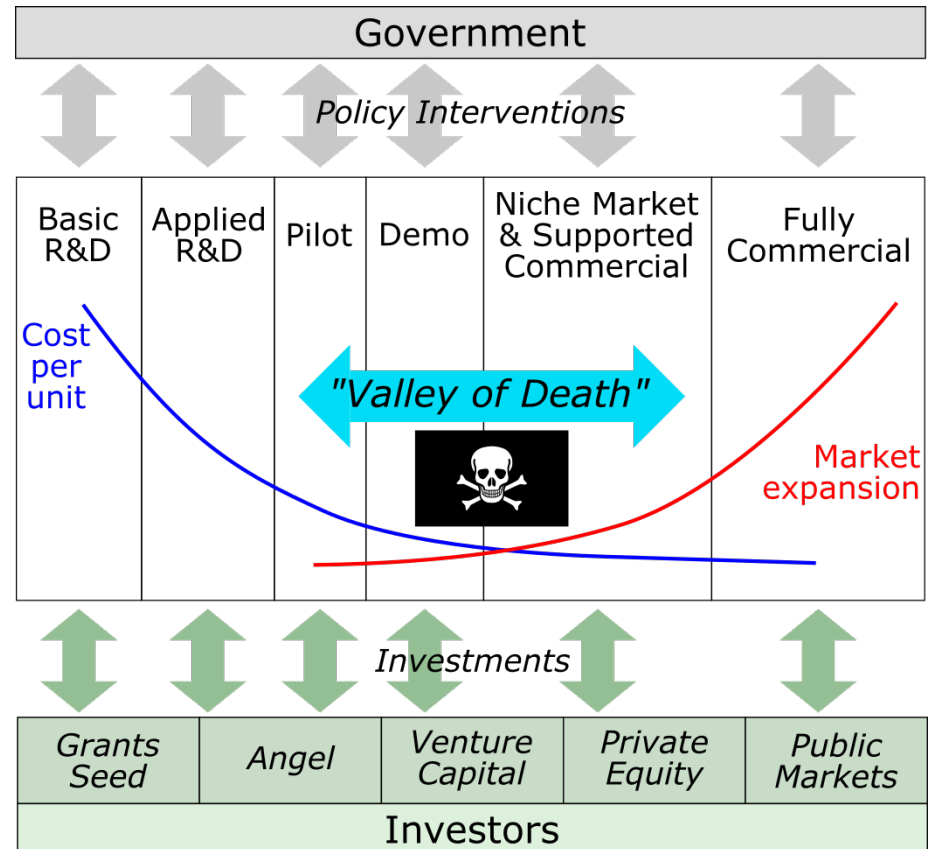 Government
Policy Interventions
Basic
R&D
Applied
R&D
Pilot
Demo
Niche Market
& Supported
Commercial
Fully
Commercial
Cost
per
unit
"Valley of Death"
Market
expansion
Investments
Grants
Seed
Angel
Venture
Capital
Private
Equity
Public
Markets
Investors